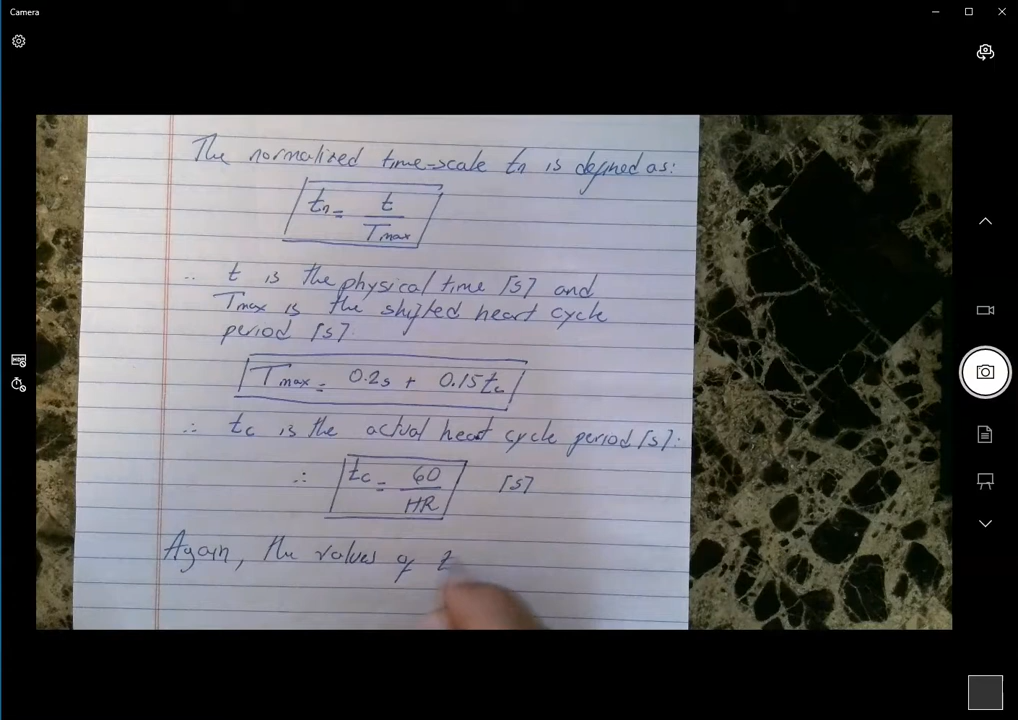 Camera
The normalized time-scale tn is defined as:
tn = t / Tmax
∴ t is the physical time [s] and
Tmax is the shifted heart cycle
period [s].
Tmax = 0.2s + 0.15tc
∴ tc is the actual heart cycle period [s]:
∴ tc = 60 / HR [s]
Again, the values of